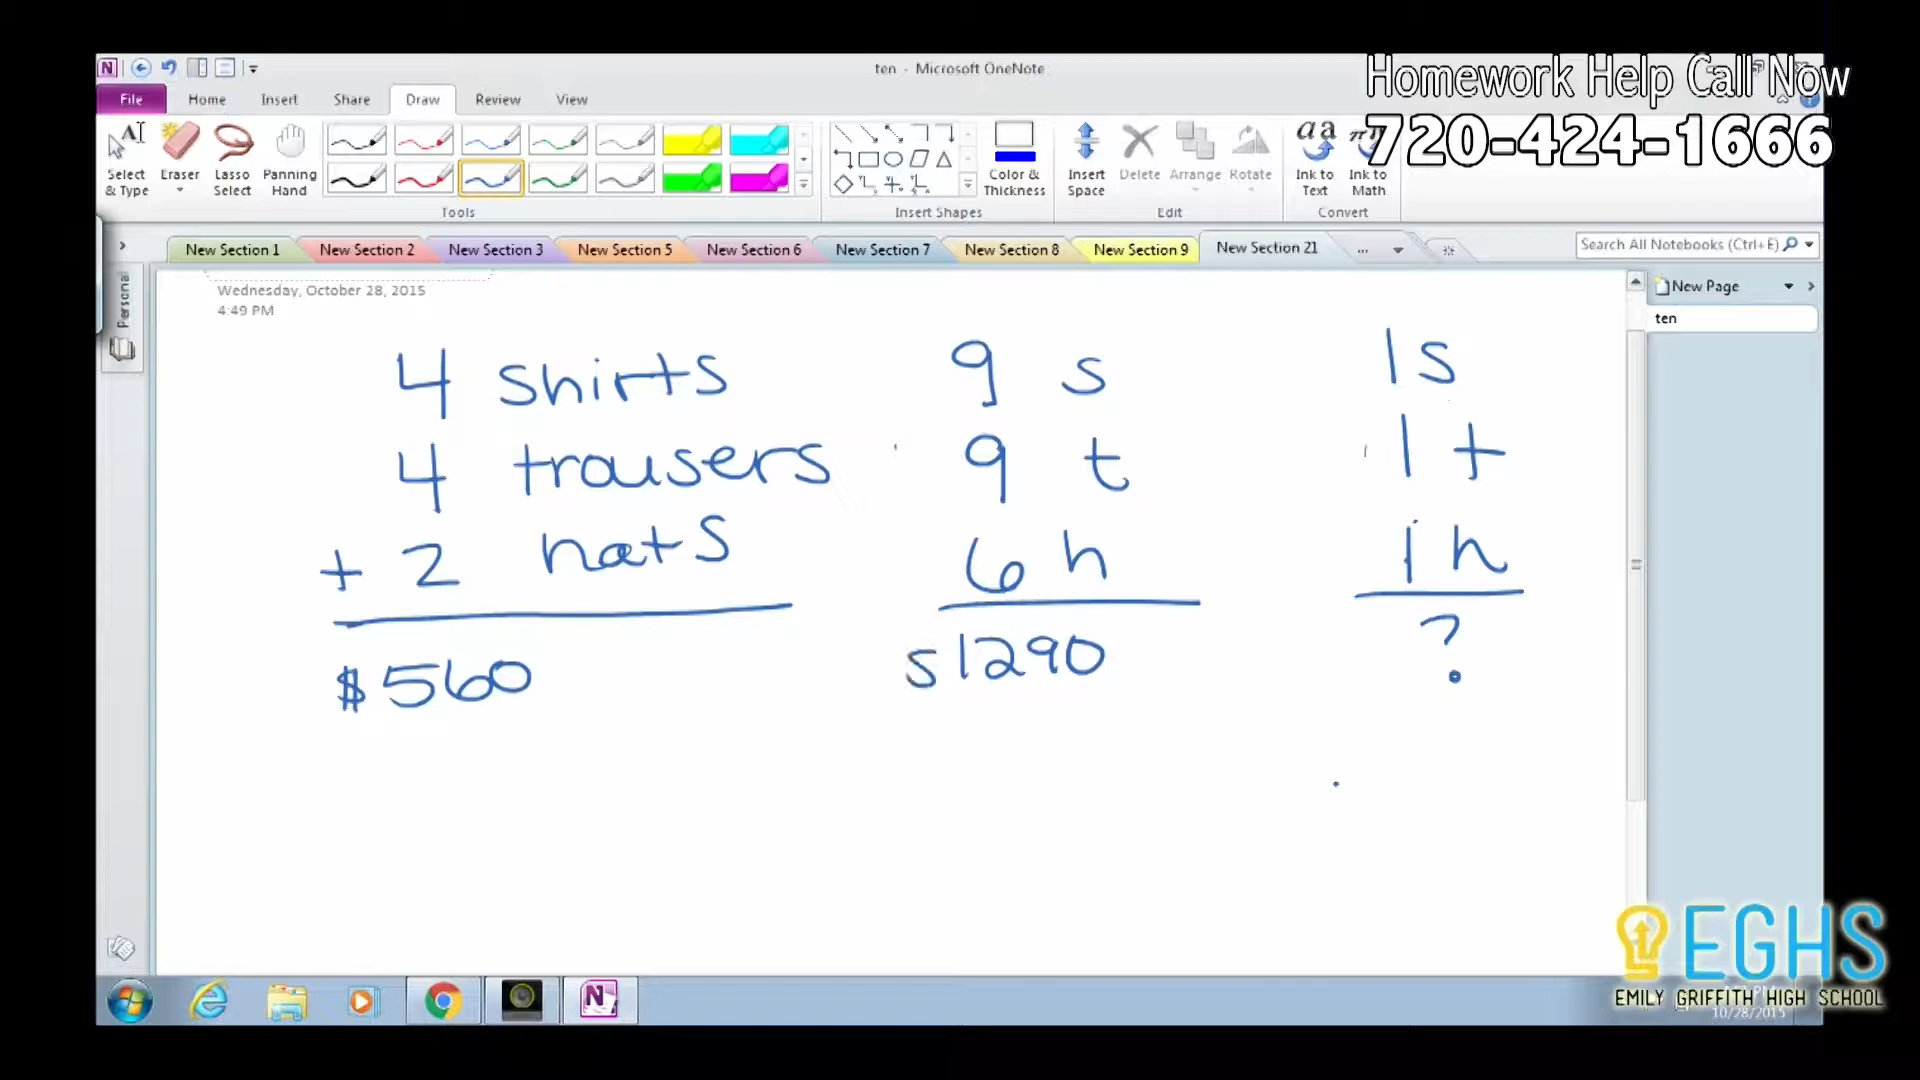 ten - Microsoft OneNote
Homework Help Call Now
720-424-1666
File Home Insert Share Draw Review View
Select & Type
Eraser
Lasso Select
Panning Hand
Color & Thickness
Insert Space
Delete
Arrange
Rotate
Ink to Text
Ink to Math
Tools
Insert Shapes
Edit
Convert
New Section 1 New Section 2 New Section 3 New Section 5 New Section 6 New Section 7 New Section 8 New Section 9 New Section 21 ...
Search All Notebooks (Ctrl+E)
Personal
New Page
ten
Wednesday, October 28, 2015
4:49 PM
4 shirts
4 trousers
+ 2 hats
$560
9 s
9 t
6 h
$1290
1s
1 t
1 h
?
EGHS
EMILY GRIFFITH HIGH SCHOOL
10/28/2015